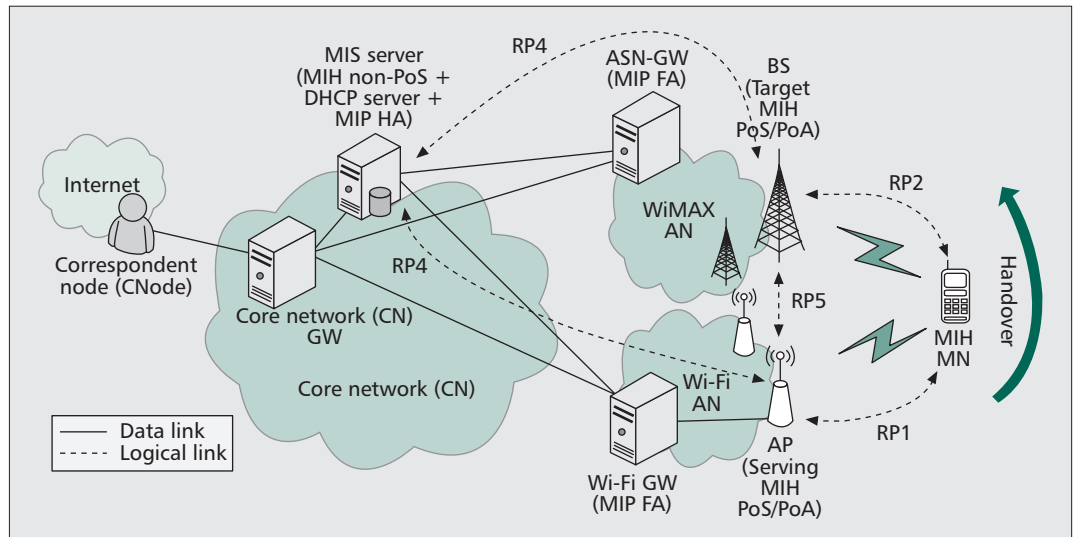 MIS server
(MIH non-PoS +
DHCP server +
MIP HA)
RP4
ASN-GW
(MIP FA)
BS
(Target
MIH
PoS/PoA)
Internet
Correspondent
node (CNode)
WiMAX
AN
RP2
RP4
RP5
Handover
Core network (CN)
GW
MIH
MN
Core network (CN)
Wi-Fi
AN
RP1
Data link
Logical link
AP
(Serving
MIH
PoS/PoA)
Wi-Fi GW
(MIP FA)